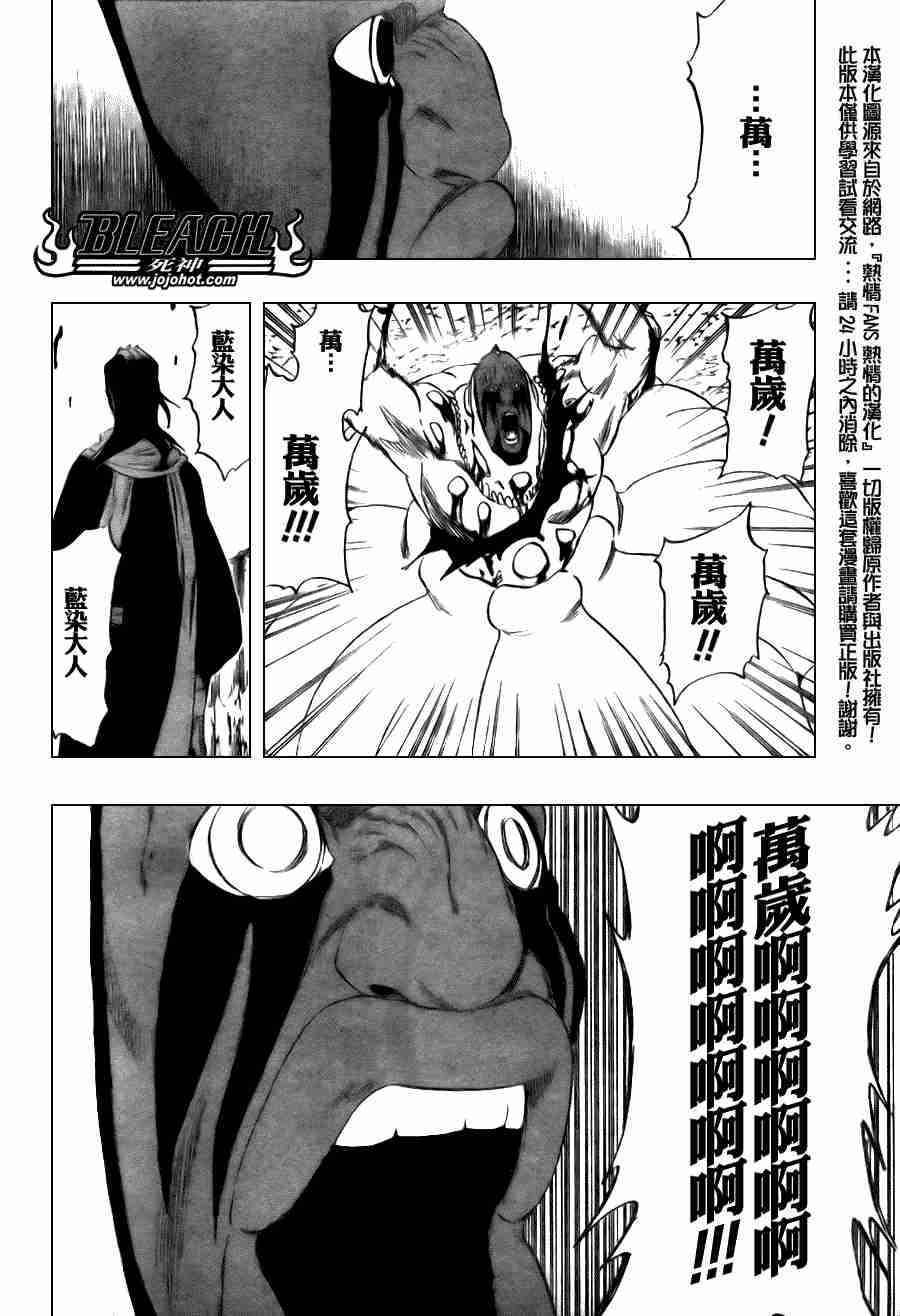 …萬…
萬歲!
萬歲!!
萬…
萬歲!!!
藍染大人
藍染大人
萬歲啊啊啊啊啊啊
啊啊啊啊啊啊啊!!!
BLEACH
死神
www.jojohot.com
本漢化圖源來自於網路,『熱情FANS 熱情的漢化』一切版權歸原作者與出版社擁有!
此版本僅供學習試看交流…請24小時之內消除,喜歡這套漫畫請購買正版!謝謝。